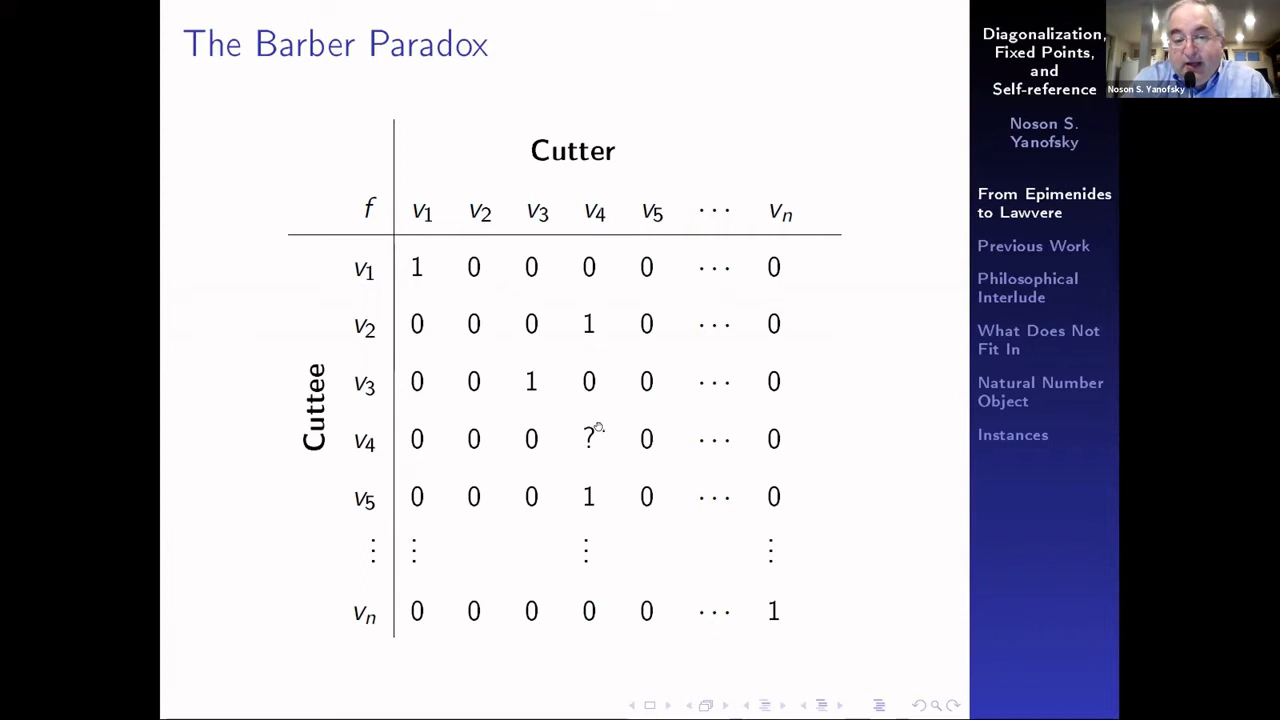 The Barber Paradox
Cutter
f v1 v2 v3 v4 v5 ··· vn
v1 1 0 0 0 0 ··· 0
v2 0 0 0 1 0 ··· 0
v3 0 0 1 0 0 ··· 0
Cuttee
v4 0 0 0 ? 0 ··· 0
v5 0 0 0 1 0 ··· 0
⋮ ⋮ ⋮ ⋮
vn 0 0 0 0 0 ··· 1
Diagonalization,
Fixed Points,
and
Self-reference
Noson S.
Yanofsky
From Epimenides
to Lawvere
Previous Work
Philosophical
Interlude
What Does Not
Fit In
Natural Number
Object
Instances
Noson S. Yanofsky